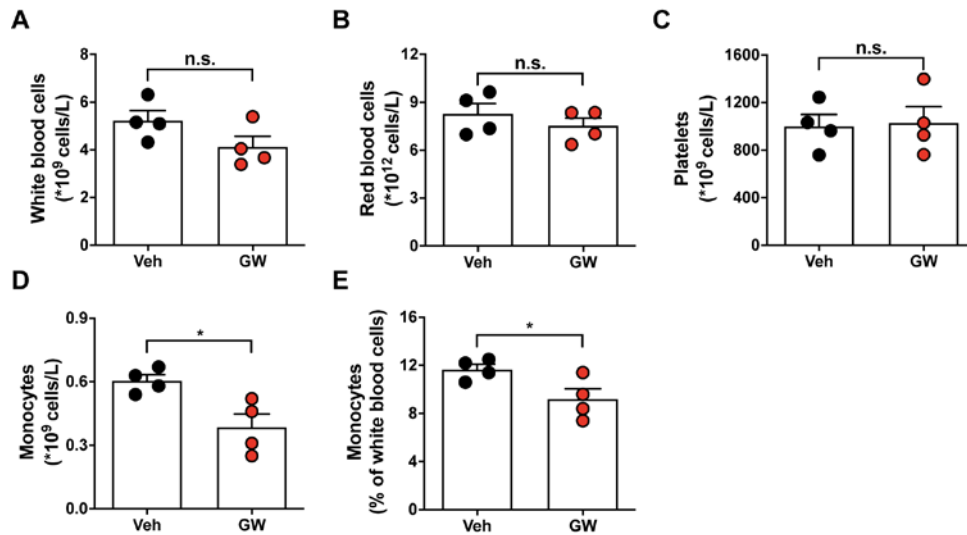 A
White blood cells
(*10⁹ cells/L)
8
6
4
2
0
n.s.
Veh
GW
B
Red blood cells
(*10¹² cells/L)
12
9
6
3
0
n.s.
Veh
GW
C
Platelets
(*10⁹ cells/L)
1600
1200
800
400
0
n.s.
Veh
GW
D
Monocytes
(*10⁹ cells/L)
0.9
0.6
0.3
0.0
*
Veh
GW
E
Monocytes
(% of white blood cells)
16
12
8
4
0
*
Veh
GW